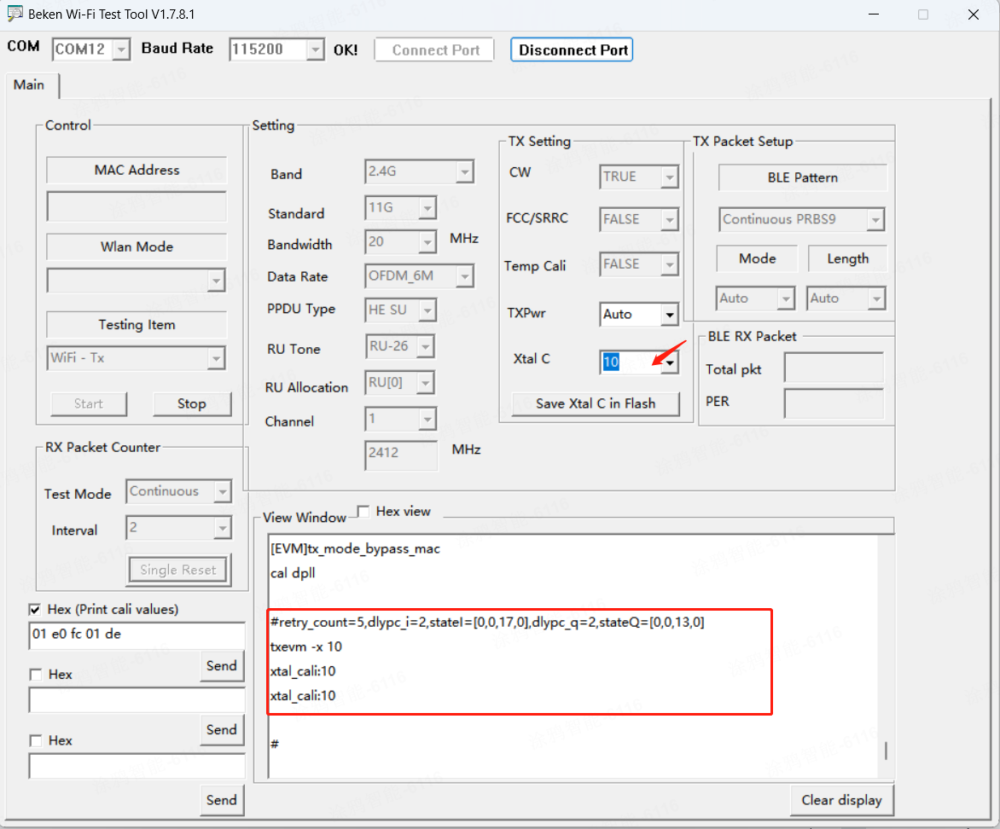 Beken Wi-Fi Test Tool V1.7.8.1
COM
COM12
Baud Rate
115200
OK!
Connect Port
Disconnect Port
Main
Control
MAC Address
Wlan Mode
Testing Item
WiFi - Tx
Start
Stop
Setting
Band
2.4G
Standard
11G
Bandwidth
20
MHz
Data Rate
OFDM_6M
PPDU Type
HE SU
RU Tone
RU-26
RU Allocation
RU[0]
Channel
1
2412
MHz
TX Setting
CW
TRUE
FCC/SRRC
FALSE
Temp Cali
FALSE
TXPwr
Auto
Xtal C
10
Save Xtal C in Flash
TX Packet Setup
BLE Pattern
Continuous PRBS9
Mode
Length
Auto
Auto
BLE RX Packet
Total pkt
PER
RX Packet Counter
Test Mode
Continuous
Interval
2
Single Reset
Hex (Print cali values)
01 e0 fc 01 de
Send
Hex
Send
Hex
Send
View Window
Hex view
[EVM]tx_mode_bypass_mac
cal dpll
#retry_count=5,dlypc_i=2,stateI=[0,0,17,0],dlypc_q=2,stateQ=[0,0,13,0]
txevm -x 10
xtal_cali:10
xtal_cali:10
#
Clear display